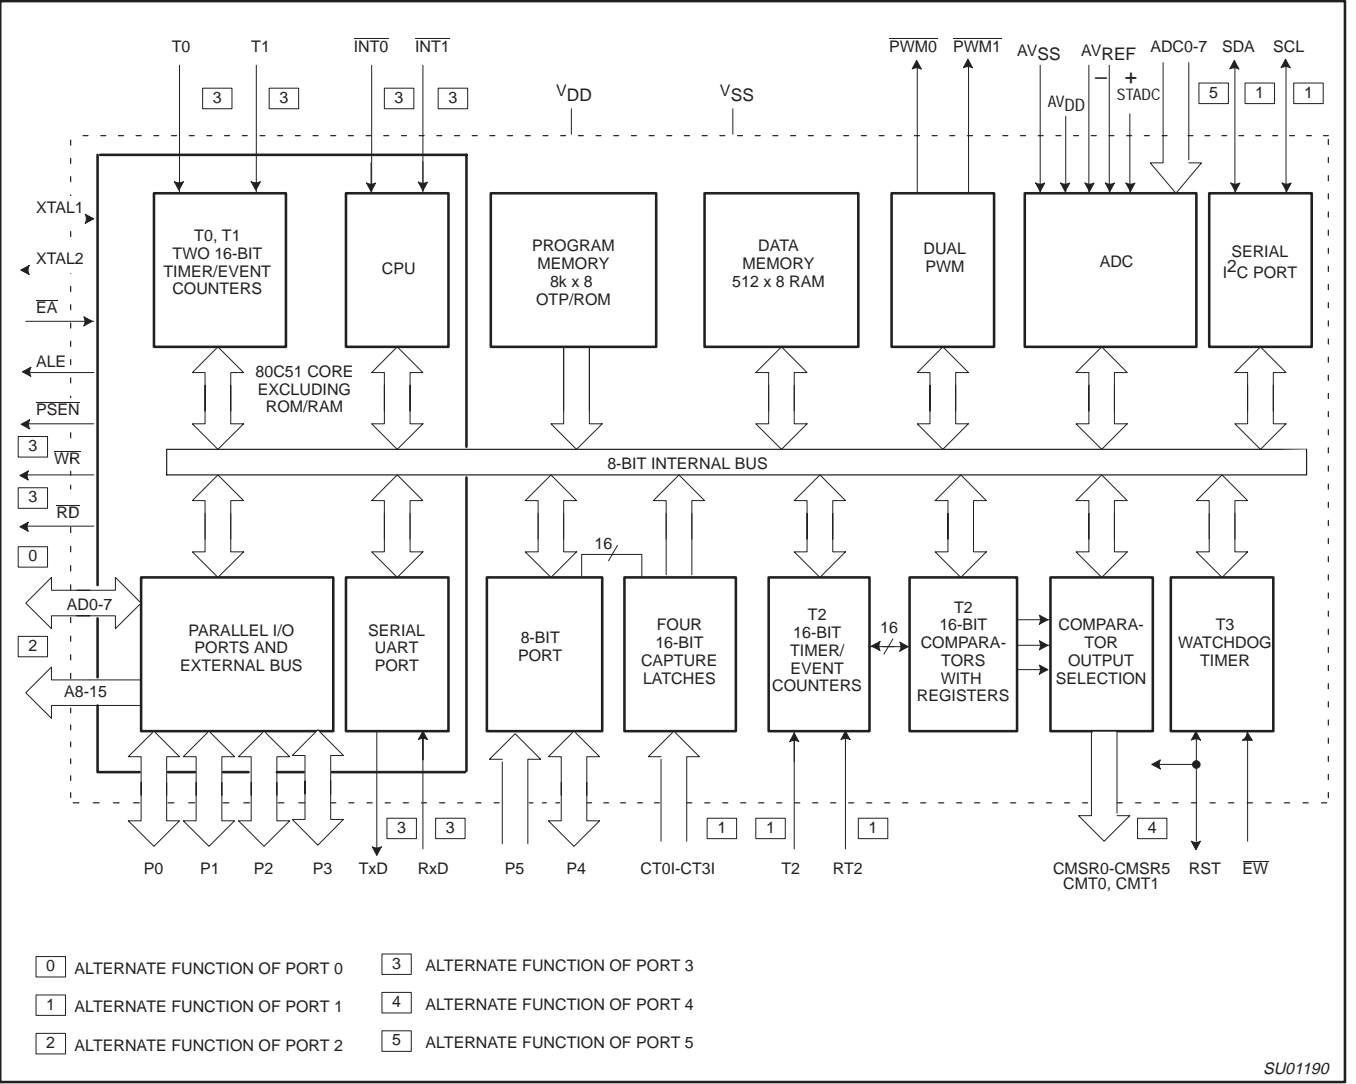 T0 T1 INT0 INT1 PWM0 PWM1 AVSS AVREF ADC0-7 SDA SCL
− +
3 3 3 3 VDD VSS AVDD STADC 5 1 1
XTAL1
XTAL2
EA
ALE
PSEN
3
WR
3
RD
0
AD0-7
2
A8-15
T0, T1
TWO 16-BIT
TIMER/EVENT
COUNTERS
CPU
PROGRAM
MEMORY
8k x 8
OTP/ROM
DATA
MEMORY
512 x 8 RAM
DUAL
PWM
ADC
SERIAL
I2C PORT
80C51 CORE
EXCLUDING
ROM/RAM
8-BIT INTERNAL BUS
PARALLEL I/O
PORTS AND
EXTERNAL BUS
SERIAL
UART
PORT
8-BIT
PORT
16
FOUR
16-BIT
CAPTURE
LATCHES
T2
16-BIT
TIMER/
EVENT
COUNTERS
16
T2
16-BIT
COMPARA-
TORS
WITH
REGISTERS
COMPARA-
TOR
OUTPUT
SELECTION
T3
WATCHDOG
TIMER
3 3 1 1 1 4
P0 P1 P2 P3 TxD RxD P5 P4 CT0I-CT3I T2 RT2 CMSR0-CMSR5 RST EW
CMT0, CMT1
0 ALTERNATE FUNCTION OF PORT 0
1 ALTERNATE FUNCTION OF PORT 1
2 ALTERNATE FUNCTION OF PORT 2
3 ALTERNATE FUNCTION OF PORT 3
4 ALTERNATE FUNCTION OF PORT 4
5 ALTERNATE FUNCTION OF PORT 5
SU01190